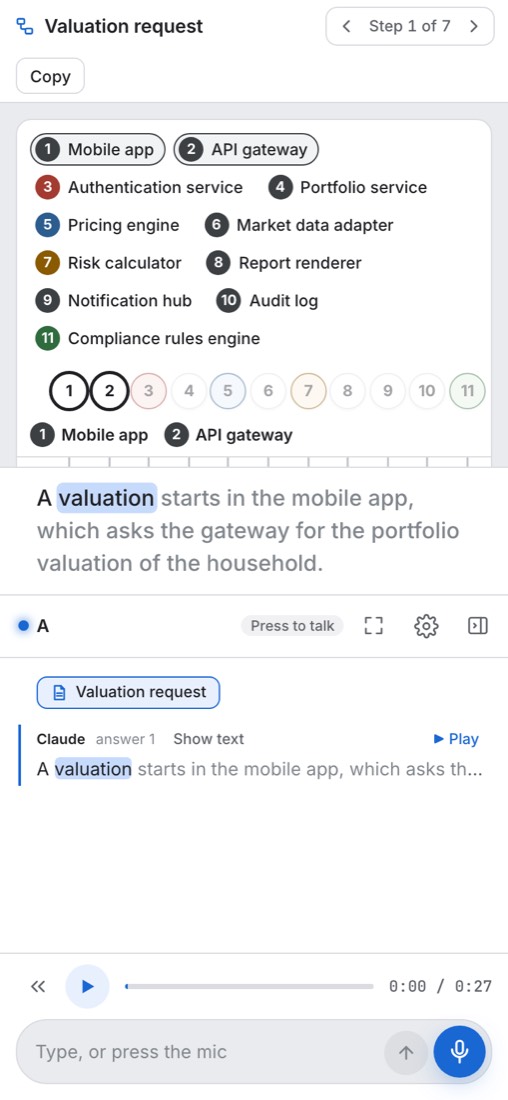 Valuation request
Step 1 of 7
Copy
1 Mobile app 2 API gateway
3 Authentication service 4 Portfolio service
5 Pricing engine 6 Market data adapter
7 Risk calculator 8 Report renderer
9 Notification hub 10 Audit log
11 Compliance rules engine
1 2 3 4 5 6 7 8 9 10 11
1 Mobile app 2 API gateway
A valuation starts in the mobile app,
which asks the gateway for the portfolio
valuation of the household.
A Press to talk
Valuation request
Claude answer 1 Show text Play
A valuation starts in the mobile app, which asks th...
0:00 / 0:27
Type, or press the mic